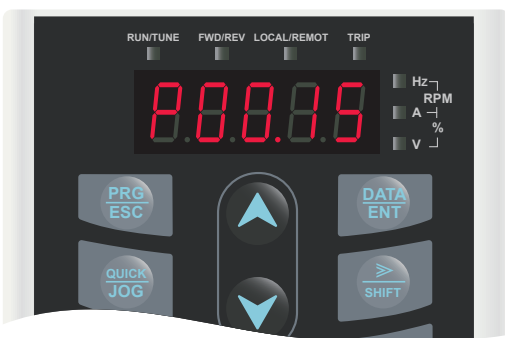 RUN/TUNE FWD/REV LOCAL/REMOT TRIP
P00.15
Hz
RPM
A
%
V
PRG
ESC
DATA
ENT
QUICK
JOG
SHIFT